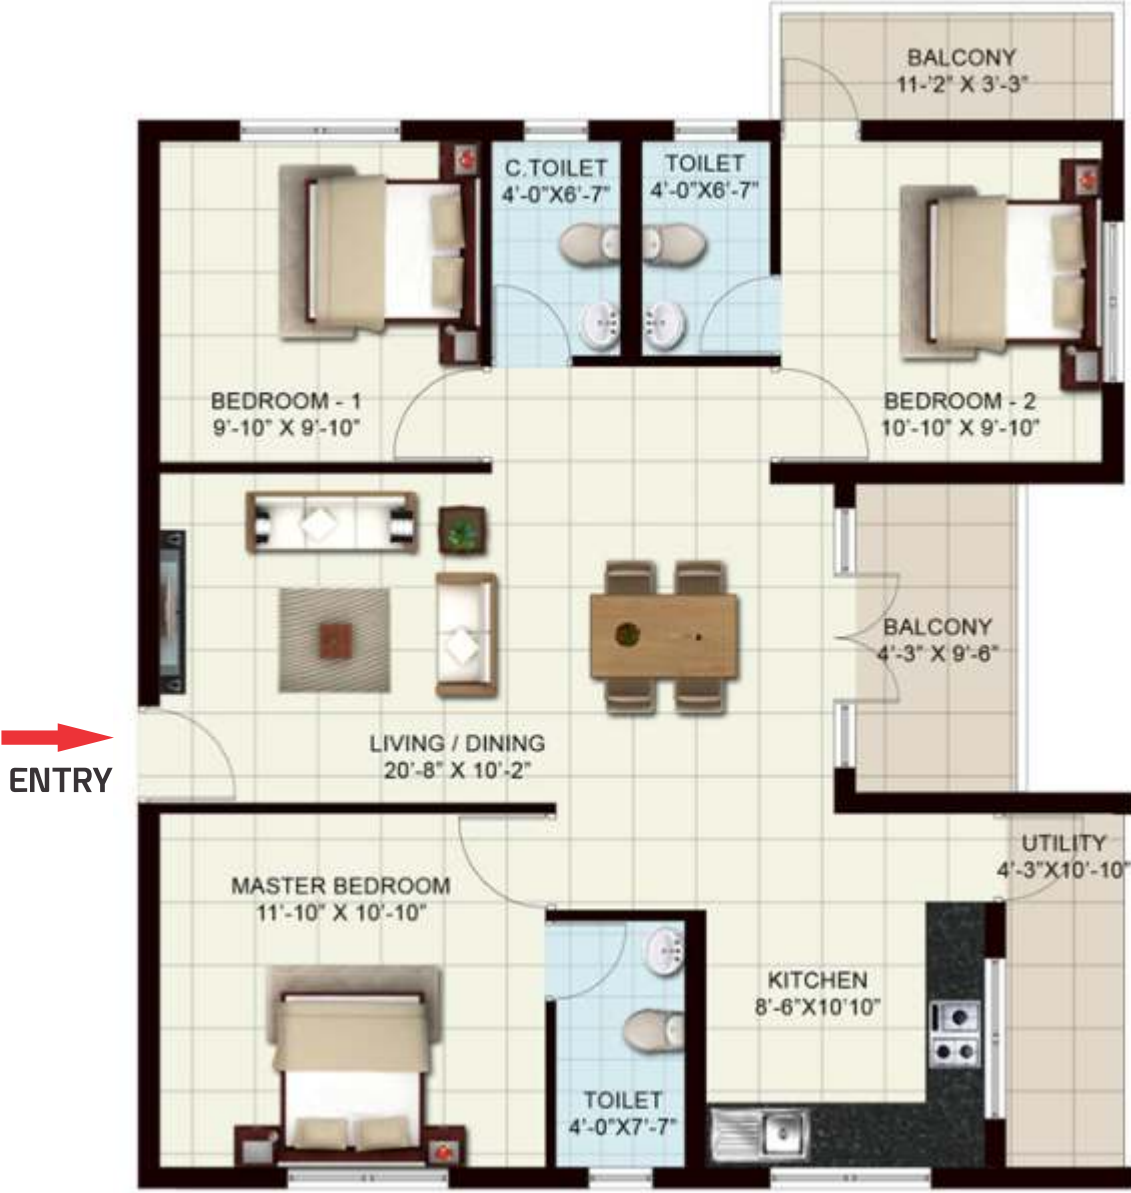 BALCONY
11-'2" X 3'-3"
C.TOILET
4'-0"X6'-7"
TOILET
4'-0"X6'-7"
BEDROOM - 1
9'-10" X 9'-10"
BEDROOM - 2
10'-10" X 9'-10"
BALCONY
4'-3" X 9'-6"
LIVING / DINING
20'-8" X 10'-2"
ENTRY
UTILITY
4'-3"X10'-10"
MASTER BEDROOM
11'-10" X 10'-10"
KITCHEN
8'-6"X10'10"
TOILET
4'-0"X7'-7"